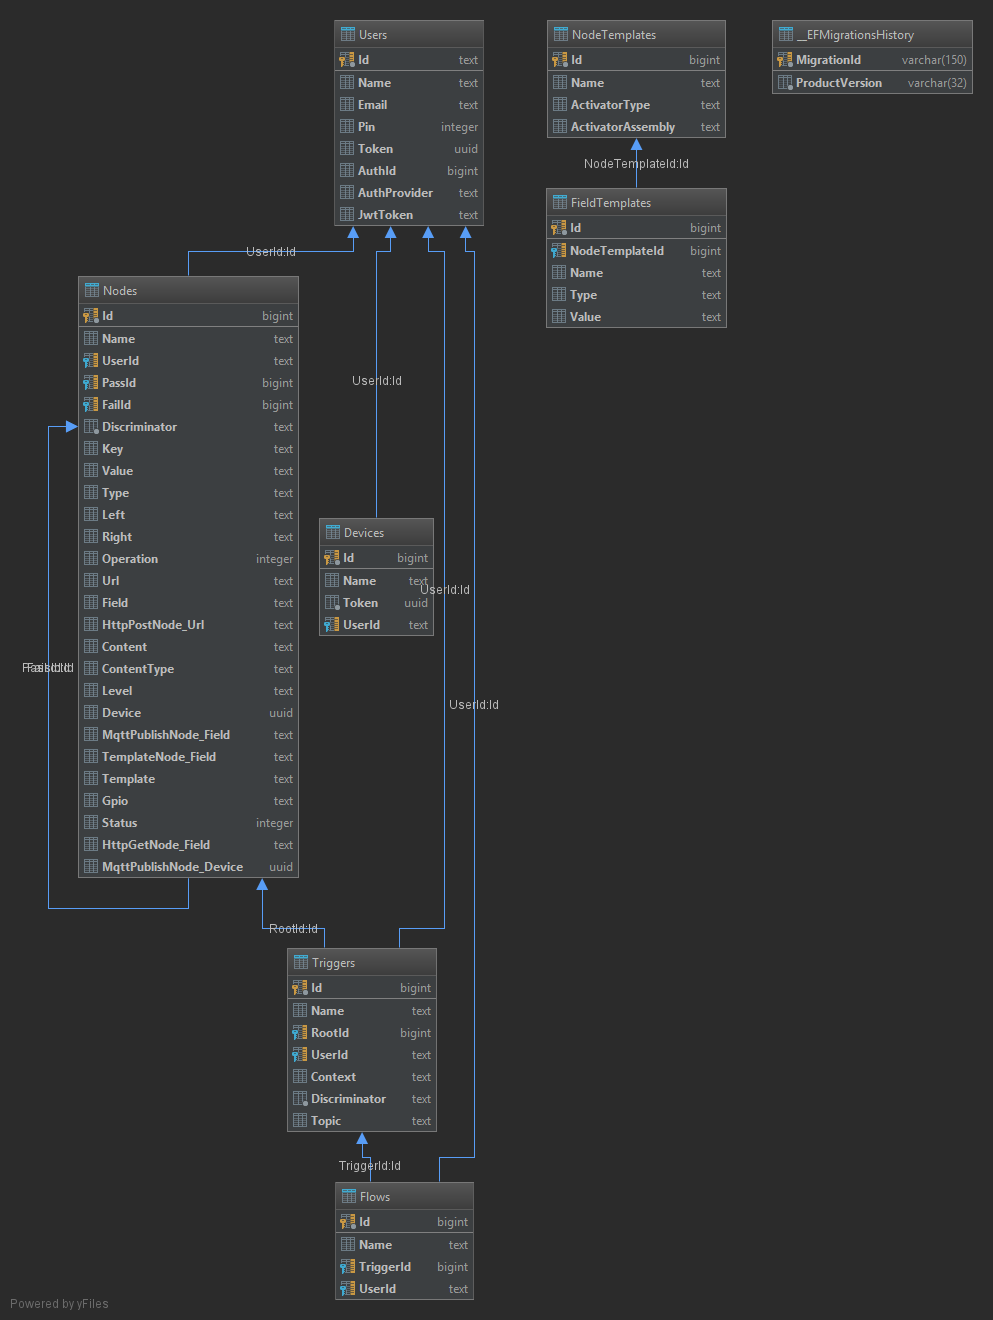 Users
Id text
Name text
Email text
Pin integer
Token uuid
AuthId bigint
AuthProvider text
JwtToken text
NodeTemplates
Id bigint
Name text
ActivatorType text
ActivatorAssembly text
__EFMigrationsHistory
MigrationId varchar(150)
ProductVersion varchar(32)
NodeTemplateId:Id
FieldTemplates
Id bigint
NodeTemplateId bigint
Name text
Type text
Value text
UserId:Id
Nodes
Id bigint
Name text
UserId text
PassId bigint
FailId bigint
Discriminator text
Key text
Value text
Type text
Left text
Right text
Operation integer
Url text
Field text
HttpPostNode_Url text
Content text
ContentType text
Level text
Device uuid
MqttPublishNode_Field text
TemplateNode_Field text
Template text
Gpio text
Status integer
HttpGetNode_Field text
MqttPublishNode_Device uuid
UserId:Id
Devices
Id bigint
Name text
Token uuid
UserId text
UserId:Id
UserId:Id
RootId:Id
Triggers
Id bigint
Name text
RootId bigint
UserId text
Context text
Discriminator text
Topic text
TriggerId:Id
Flows
Id bigint
Name text
TriggerId bigint
UserId text
Powered by yFiles